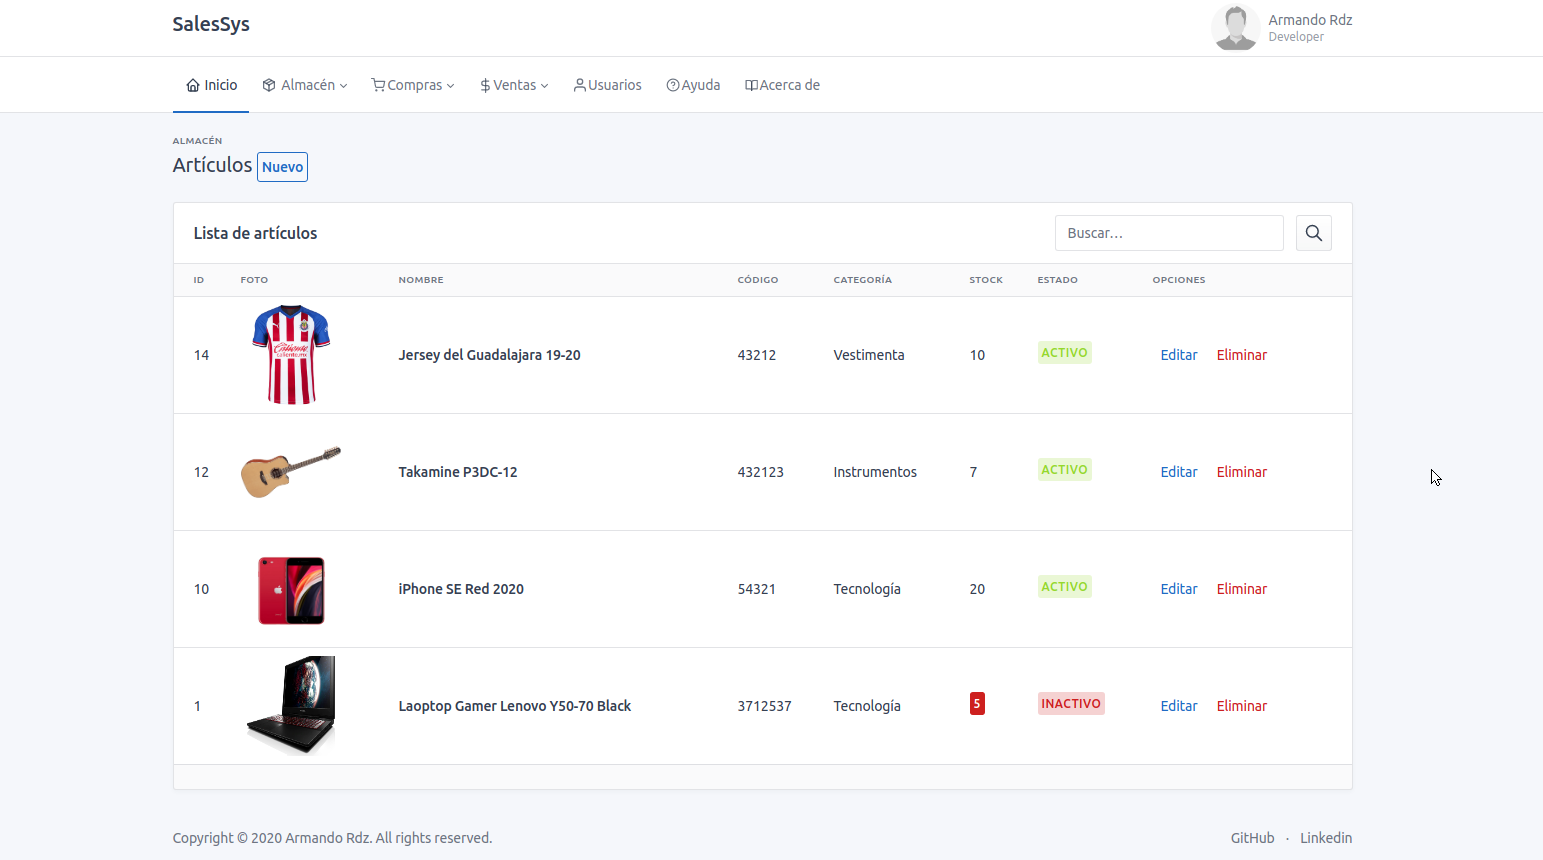 SalesSys
Armando Rdz
Developer
Inicio Almacén Compras Ventas Usuarios Ayuda Acerca de
ALMACÉN
Artículos Nuevo
Lista de artículos Buscar...
ID FOTO NOMBRE CÓDIGO CATEGORÍA STOCK ESTADO OPCIONES
Caliente
caliente.mx
14 Jersey del Guadalajara 19-20 43212 Vestimenta 10 ACTIVO Editar Eliminar
12 Takamine P3DC-12 432123 Instrumentos 7 ACTIVO Editar Eliminar
10 iPhone SE Red 2020 54321 Tecnología 20 ACTIVO Editar Eliminar
1 Laoptop Gamer Lenovo Y50-70 Black 3712537 Tecnología 5 INACTIVO Editar Eliminar
Copyright © 2020 Armando Rdz. All rights reserved. GitHub · Linkedin